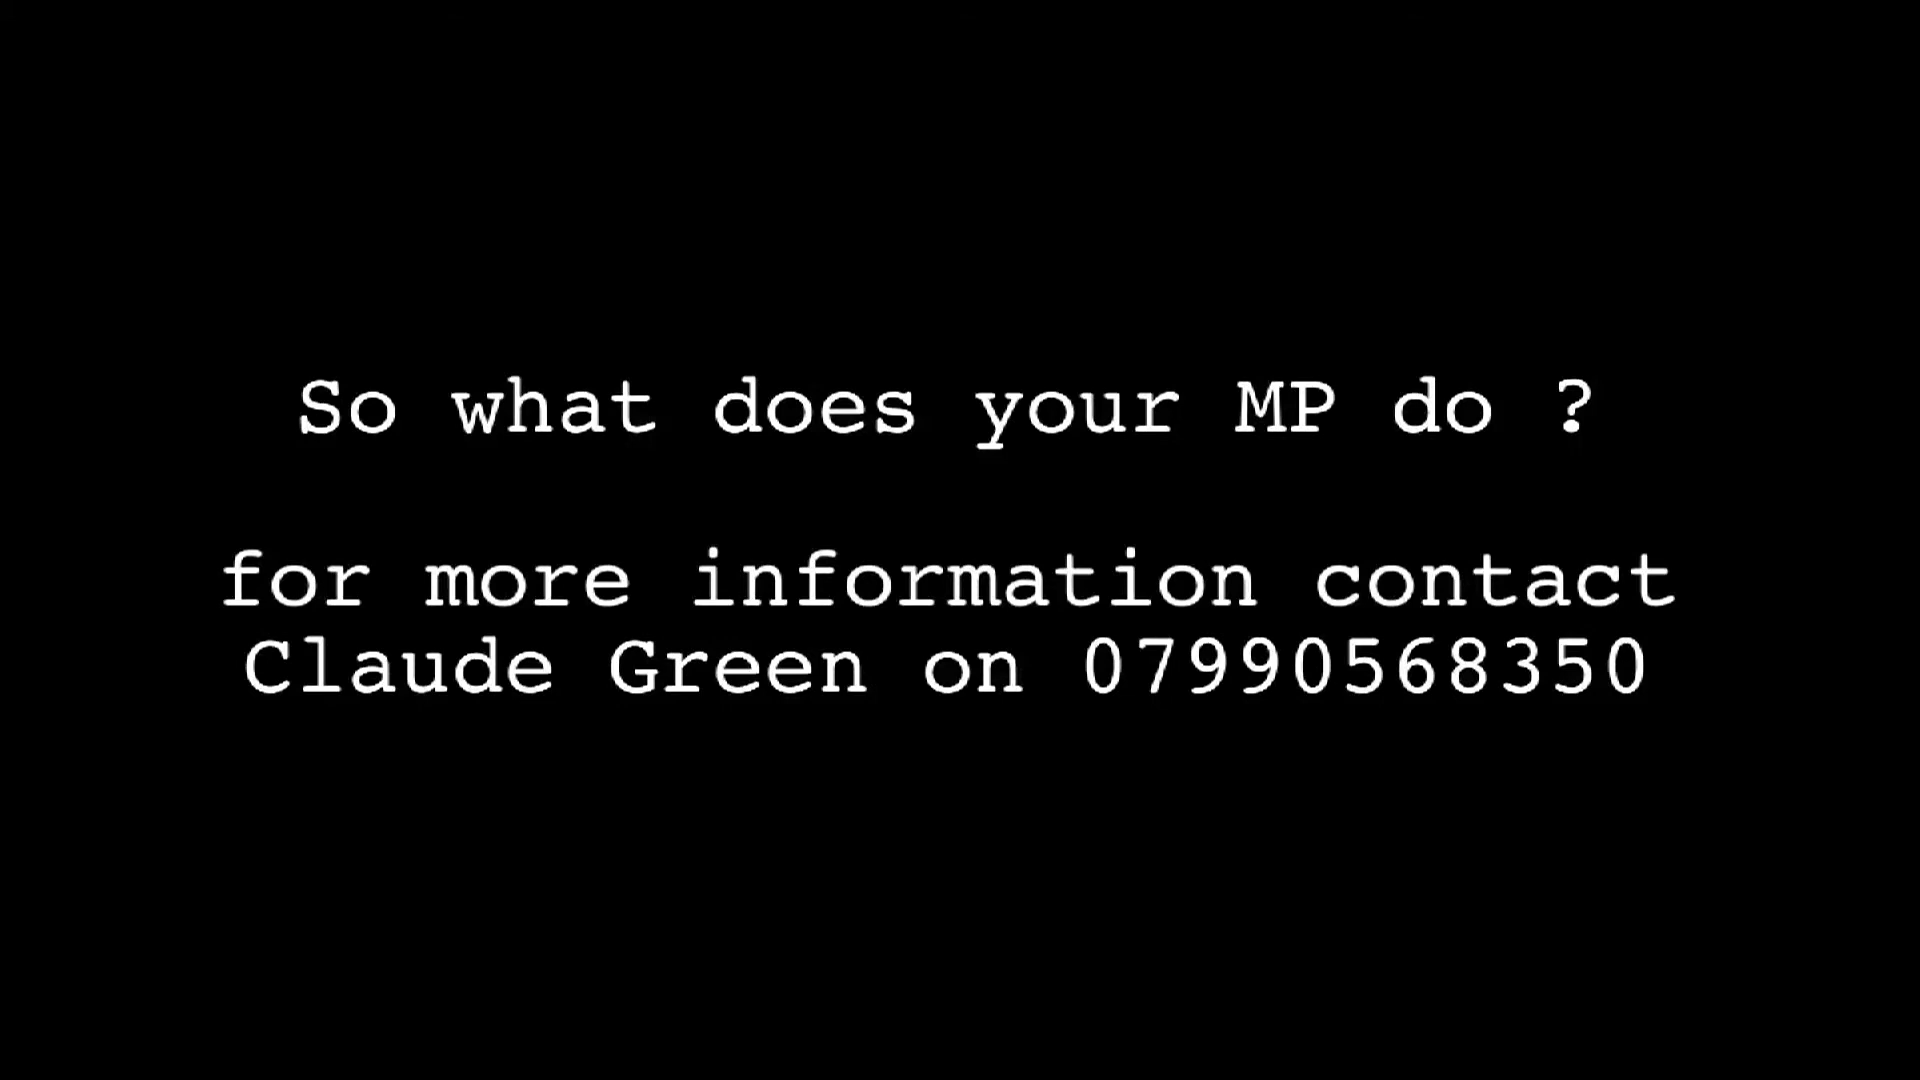 So what does your MP do ?
for more information contact
Claude Green on 07990568350